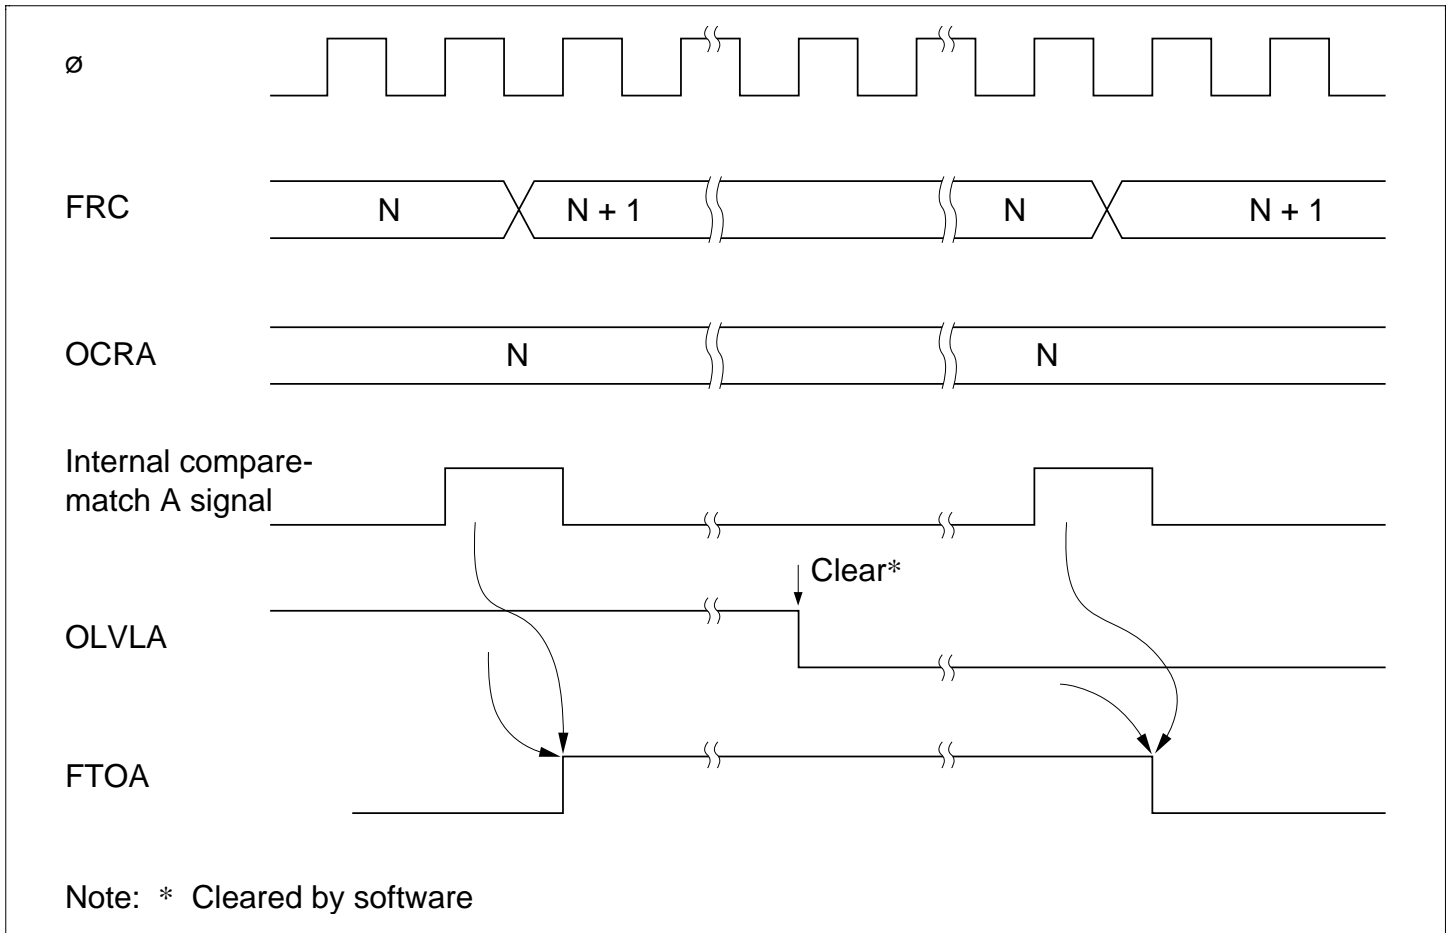 ø
FRC
N
N + 1
N
N + 1
OCRA
N
N
Internal compare-
match A signal
Clear*
OLVLA
FTOA
Note: * Cleared by software